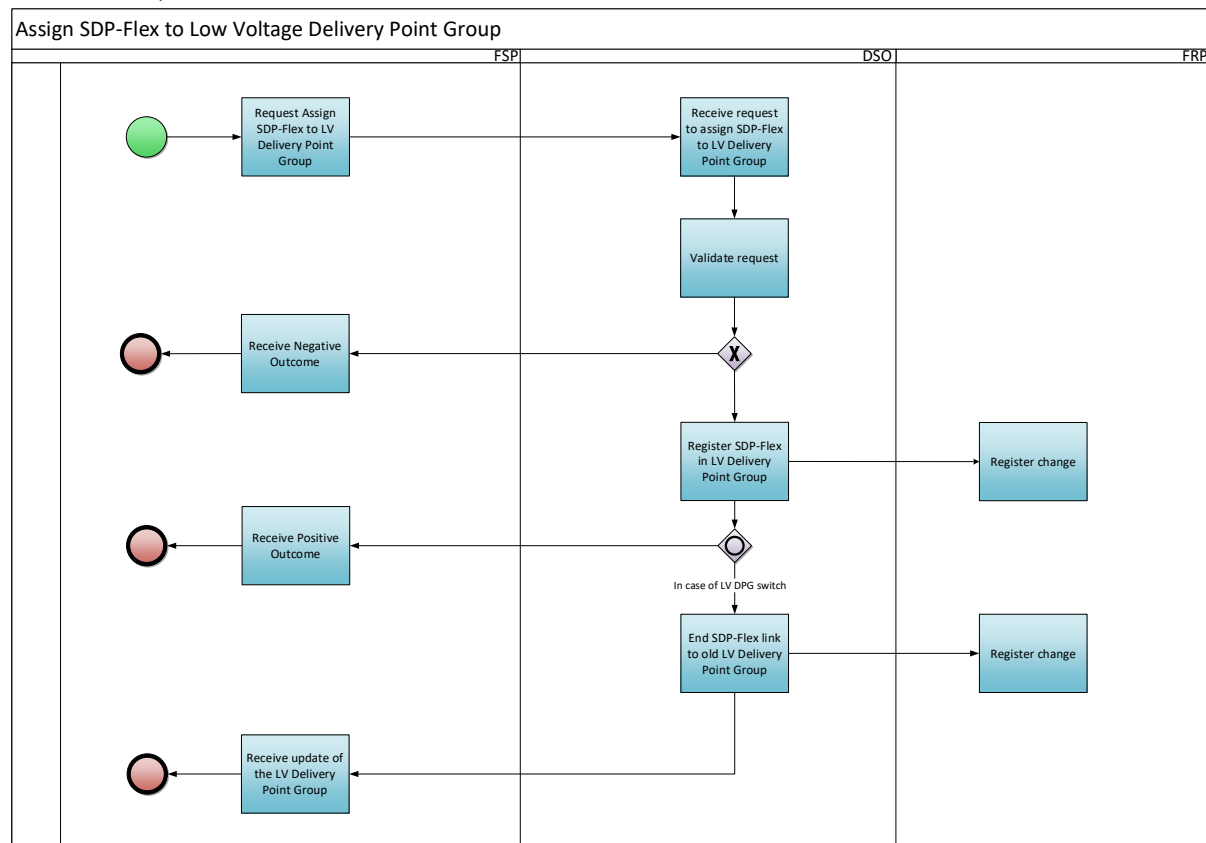 Assign SDP-Flex to Low Voltage Delivery Point Group
FSP
DSO
FRP
Request Assign
SDP-Flex to LV
Delivery Point
Group
Receive request
to assign SDP-Flex
to LV Delivery
Point Group
Validate request
Receive Negative
Outcome
X
Register SDP-Flex
in LV Delivery
Point Group
Register change
Receive Positive
Outcome
In case of LV DPG switch
End SDP-Flex link
to old LV Delivery
Point Group
Register change
Receive update of
the LV Delivery
Point Group